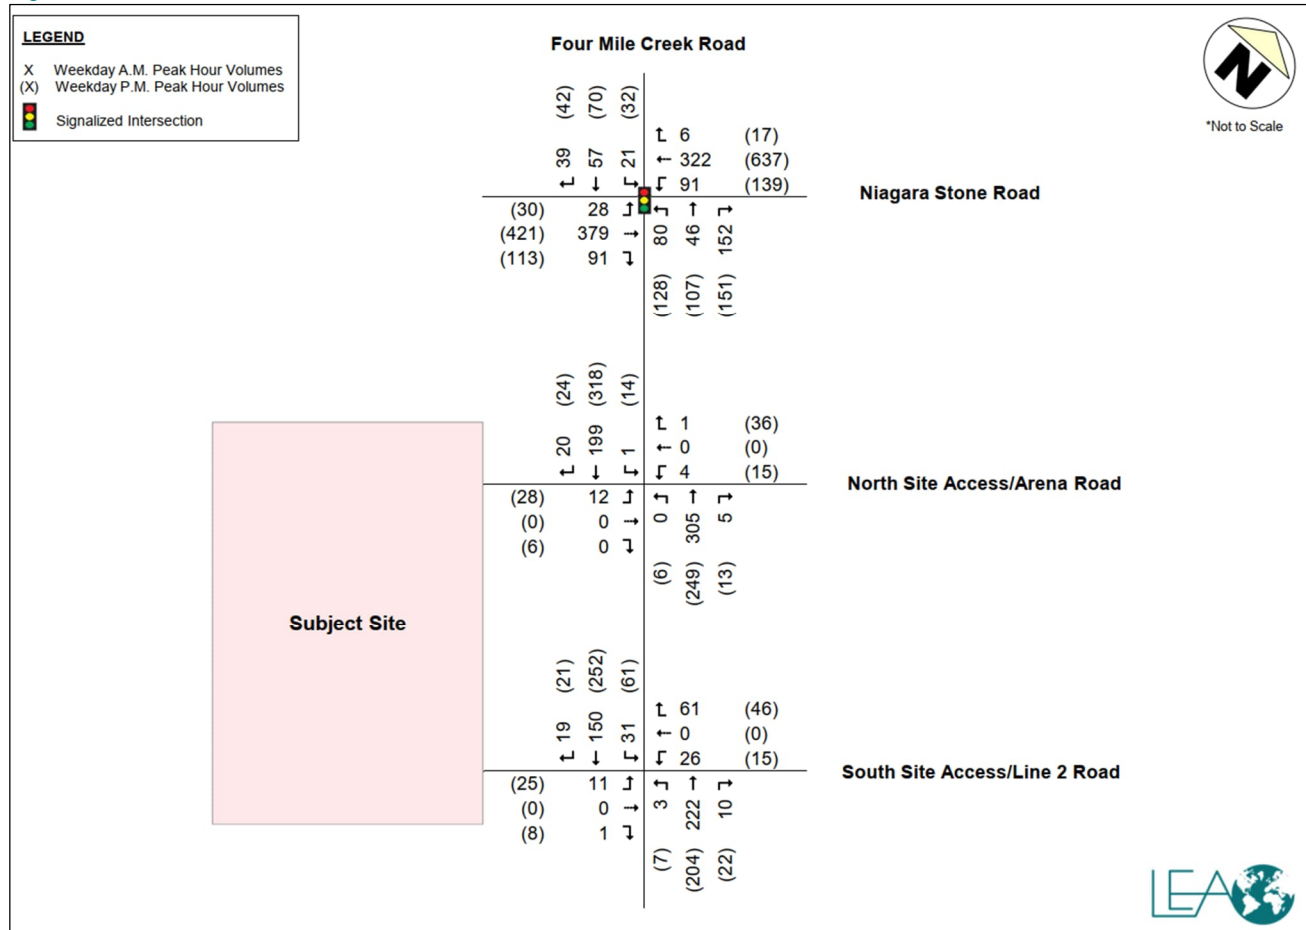 LEGEND
X Weekday A.M. Peak Hour Volumes
(X) Weekday P.M. Peak Hour Volumes
Signalized Intersection
Four Mile Creek Road
N
*Not to Scale
(42) (70) (32)
39 57 21
6 (17)
322 (637)
91 (139)
Niagara Stone Road
(30) 28
(421) 379
(113) 91
80 46 152
(128) (107) (151)
(24) (318) (14)
20 199 1
1 (36)
0 (0)
4 (15)
North Site Access/Arena Road
(28) 12
(0) 0
(6) 0
0 305 5
(6) (249) (13)
Subject Site
(21) (252) (61)
19 150 31
61 (46)
0 (0)
26 (15)
South Site Access/Line 2 Road
(25) 11
(0) 0
(8) 1
3 222 10
(7) (204) (22)
LEA